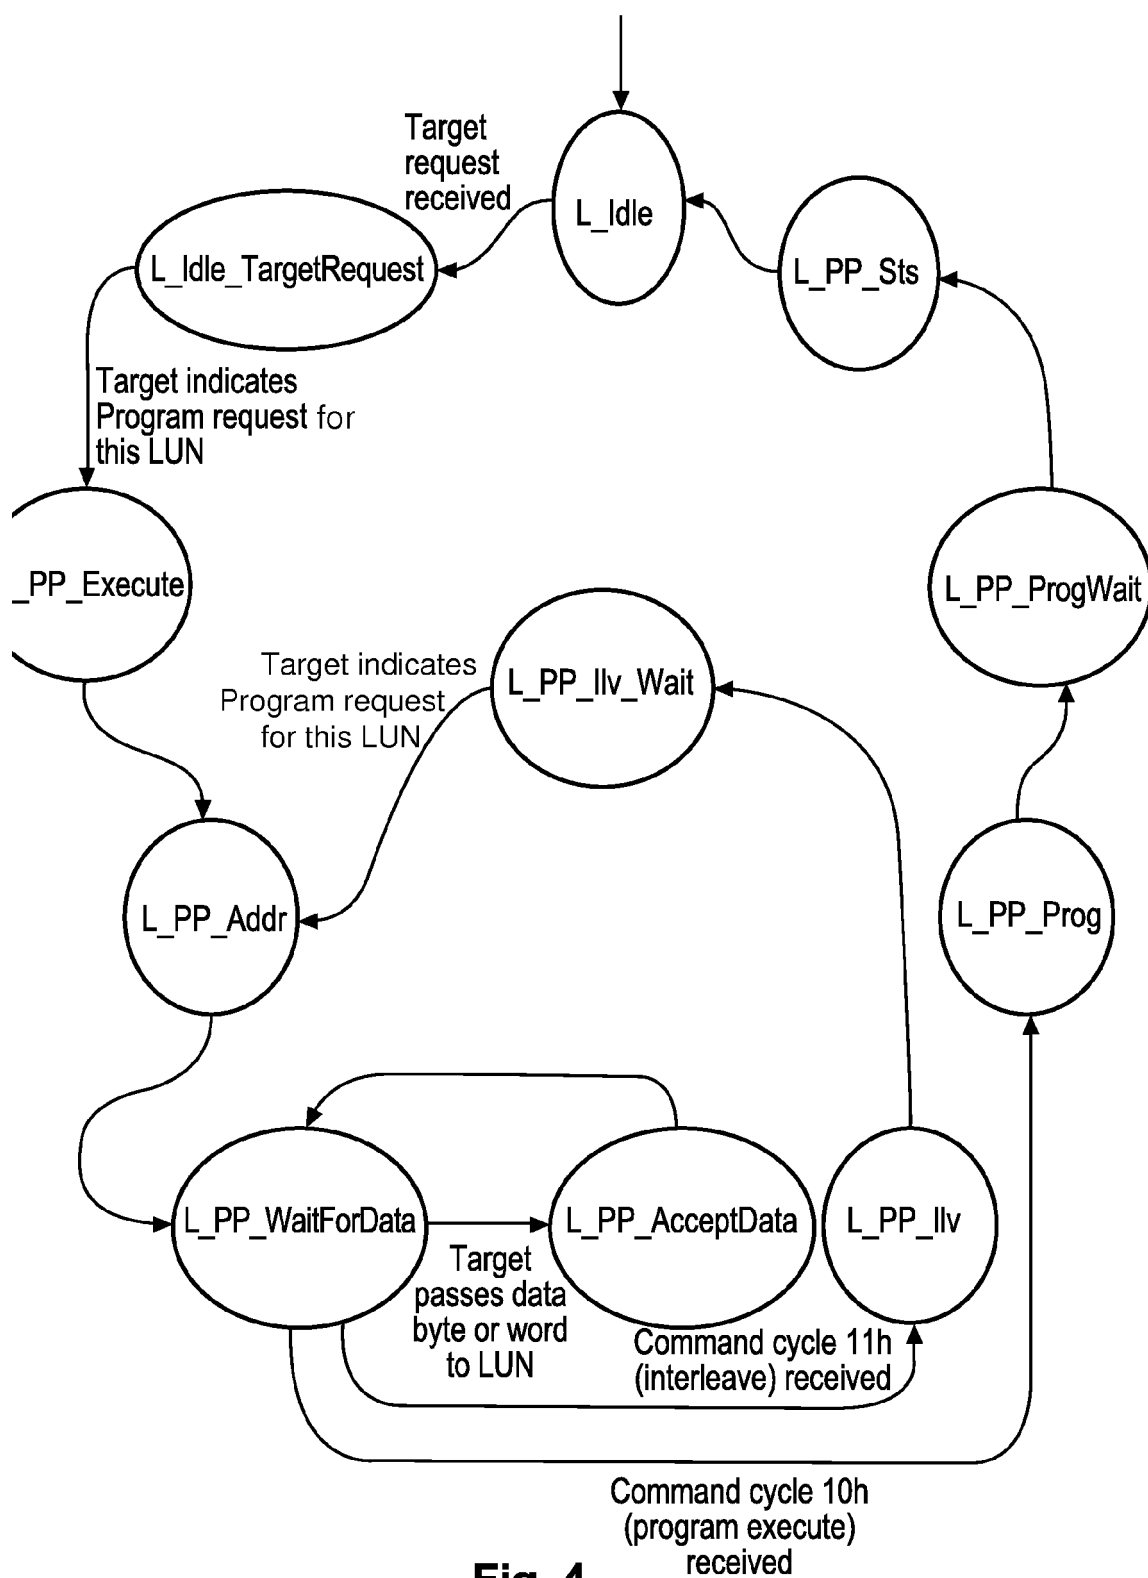 Target
request
received
L_Idle
L_PP_Sts
L_Idle_TargetRequest
Target indicates
Program request for
this LUN
_PP_Execute
L_PP_ProgWait
Target indicates
Program request
for this LUN
L_PP_Ilv_Wait
L_PP_Addr
L_PP_Prog
L_PP_WaitForData
L_PP_AcceptData
L_PP_Ilv
Target
passes data
byte or word
to LUN
Command cycle 11h
(interleave) received
Command cycle 10h
(program execute)
received
Fig. 4